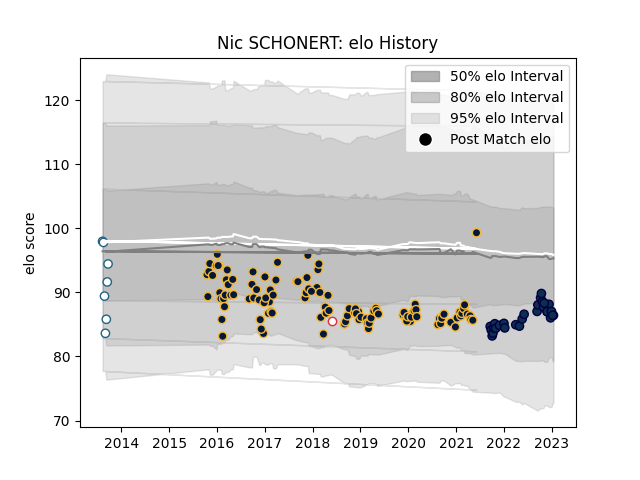 Nic SCHONERT: elo History
50% elo Interval
80% elo Interval
95% elo Interval
Post Match elo
elo score
120
110
100
90
80
70
2014 2015 2016 2017 2018 2019 2020 2021 2022 2023